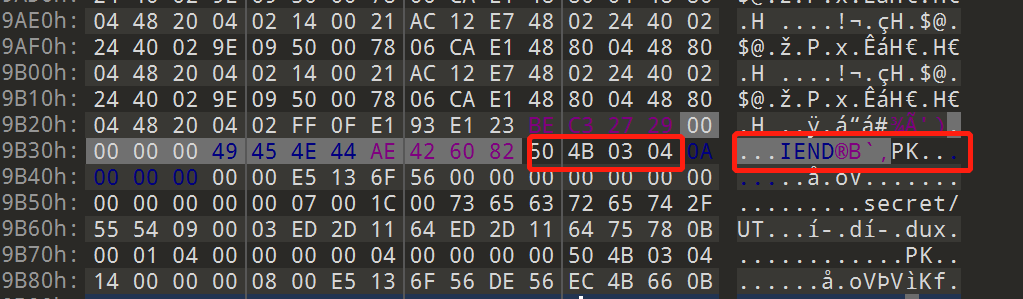 04 48 20 04 02 14 00 21 AC 12 E7 48 02 24 40 02 .H ....!¬.çH.$@.
9AF0h: 24 40 02 9E 09 50 00 78 06 CA E1 48 80 04 48 80 $@.ž.P.x.ÊáH€.H€
9B00h: 04 48 20 04 02 14 00 21 AC 12 E7 48 02 24 40 02 .H ....!¬.çH.$@.
9B10h: 24 40 02 9E 09 50 00 78 06 CA E1 48 80 04 48 80 $@.ž.P.x.ÊáH€.H€
9B20h: 04 48 20 04 02 FF 0F E1 93 E1 23 00 .H ..ÿ.á“á#
9B30h: 00 00 00 49 45 4E 44 AE 42 60 82 50 4B 03 04 0A ...IEND®B`‚PK...
9B40h: 00 00 00 00 00 E5 13 6F 56 00 00 00 00 00 00 00 .....å.oV.......
9B50h: 00 00 00 00 00 07 00 1C 00 73 65 63 72 65 74 2F .........secret/
9B60h: 55 54 09 00 03 ED 2D 11 64 ED 2D 11 64 75 78 0B UT...í-.dí-.dux.
9B70h: 00 01 04 00 00 00 00 04 00 00 00 00 50 4B 03 04 ............PK..
9B80h: 14 00 00 00 08 00 E5 13 6F 56 DE 56 EC 4B 66 0B ......å.oVÞVìKf.